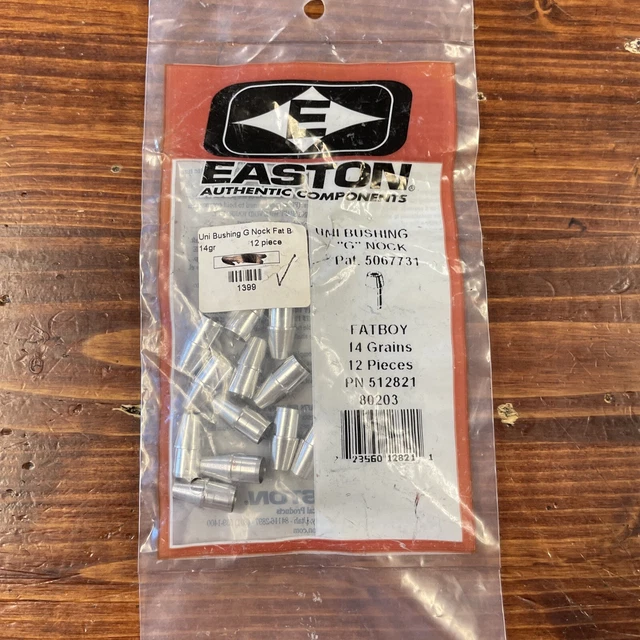 E
EASTON®
AUTHENTIC COMPONENTS
Uni Bushing G Nock Fat B
14gr 12 piece
1399
UNI BUSHING
"G" NOCK
Pat. 5067731
FATBOY
14 Grains
12 Pieces
PN 512821
80203
23560 12821
EASTON